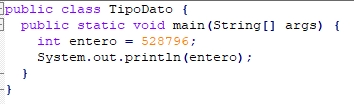 public class TipoDato {
  public static void main(String[] args) {
    int entero = 528796;
    System.out.println(entero);
  }
}